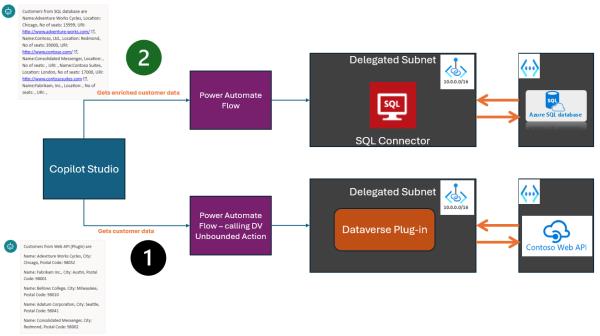 Customers from SQL database are
Name:Adventure Works Cycles, Location:
Chicago, No of seats: 15999, URI:
http://www.adventure-works.com/,
Name:Contoso, Ltd., Location: Redmond,
No of seats: 39000, URI:
http://www.contoso.com/,
Name:Consolidated Messenger, Location: ,
No of seats: , URI: , Name:Contoso Suites,
Location: London, No of seats: 17000, URI:
http://www.contososuites.com,
Name:Fabrikam, Inc., Location: , No of
seats: , URI: ,
2
Gets enriched customer data
Power Automate
Flow
Delegated Subnet
10.0.0.0/16
SQL
SQL Connector
SQL
Azure SQL database
Copilot Studio
Gets customer data
1
Power Automate
Flow – calling DV
Unbounded Action
Delegated Subnet
10.0.0.0/16
Dataverse Plug-in
Contoso Web API
Customers from Web API (Plugin) are
Name: Adventure Works Cycles, City:
Chicago, Postal Code: 98052
Name: Fabrikam Inc., City: Austin, Postal
Code: 98001
Name: Bellows College, City: Milwaukee,
Postal Code: 98010
Name: Adatum Corporation, City: Seattle,
Postal Code: 98041
Name: Consolidated Messenger, City:
Redmond, Postal Code: 98002